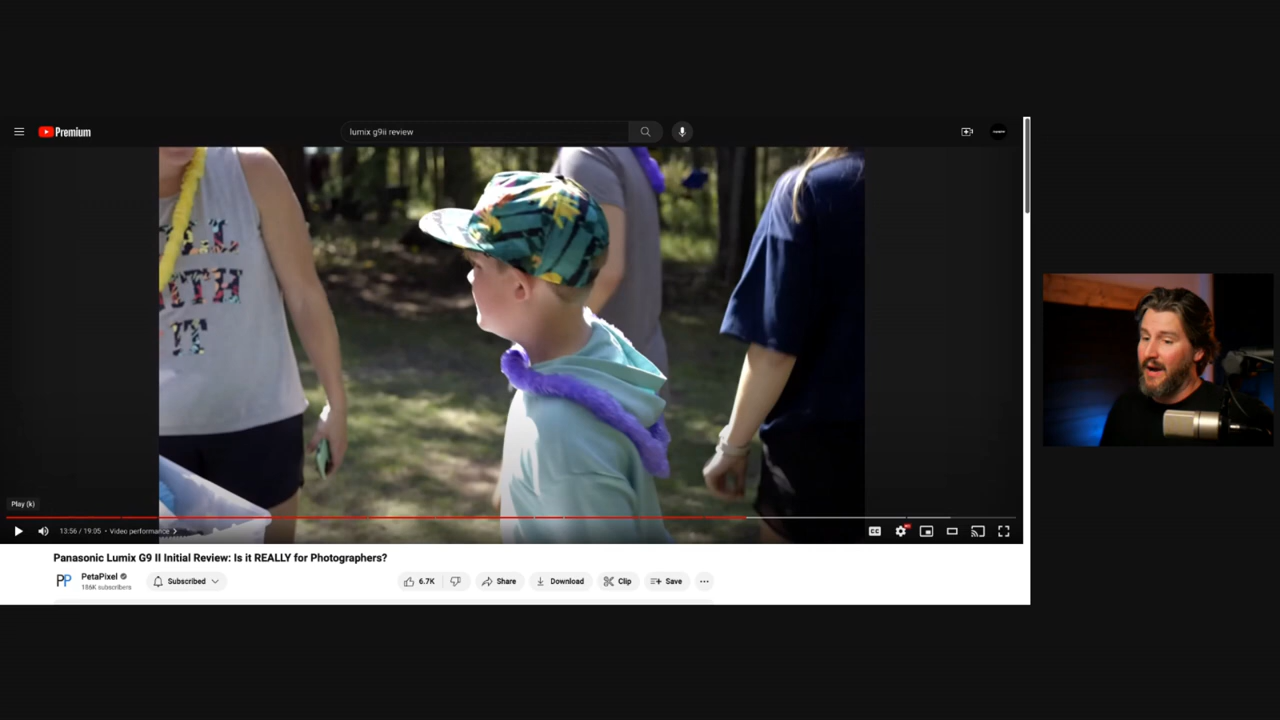 Premium
lumix g9ii review
Play (k)
13:56 / 19:05 • Video performance
CC
Panasonic Lumix G9 II Initial Review: Is it REALLY for Photographers?
PP
PetaPixel
186K subscribers
Subscribed
6.7K
Share
Download
Clip
Save